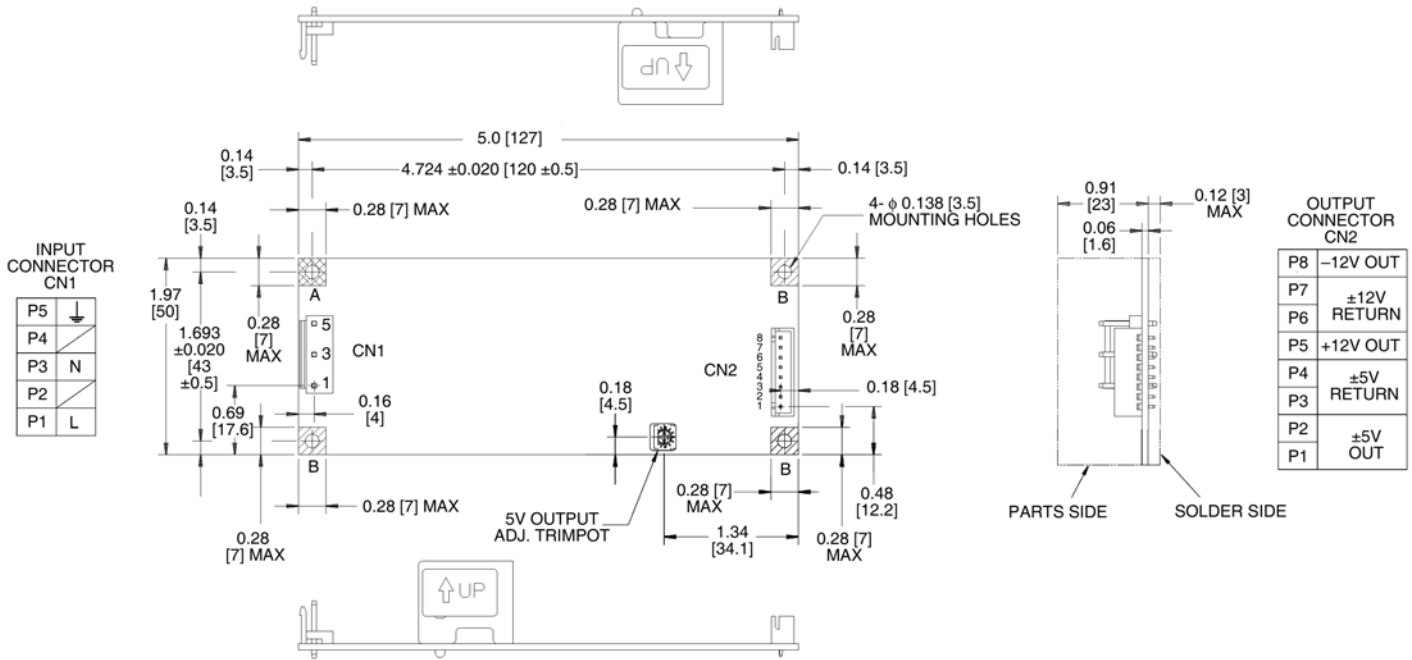 UP
5.0 [127]
0.14
[3.5]
4.724 ±0.020 [120 ±0.5]
0.14 [3.5]
0.28 [7] MAX
0.28 [7] MAX
4- ϕ 0.138 [3.5]
MOUNTING HOLES
0.14
[3.5]
0.91
[23]
0.12 [3]
MAX
0.06
[1.6]
INPUT
CONNECTOR
CN1
P5
P4
P3 N
P2
P1 L
1.97
[50]
1.693
±0.020
[43
±0.5]
0.28
[7]
MAX
A
B
5
3
1
CN1
0.69
[17.6]
0.16
[4]
B
0.28 [7] MAX
0.28
[7] MAX
0.18
[4.5]
5V OUTPUT
ADJ. TRIMPOT
CN2
8
7
6
5
4
3
2
1
0.28
[7]
MAX
0.18 [4.5]
B
0.28 [7]
MAX
0.48
[12.2]
1.34
[34.1]
0.28 [7]
MAX
PARTS SIDE
SOLDER SIDE
OUTPUT
CONNECTOR
CN2
P8 –12V OUT
P7
P6
±12V
RETURN
P5 +12V OUT
P4
P3
±5V
RETURN
P2
P1
±5V
OUT
UP